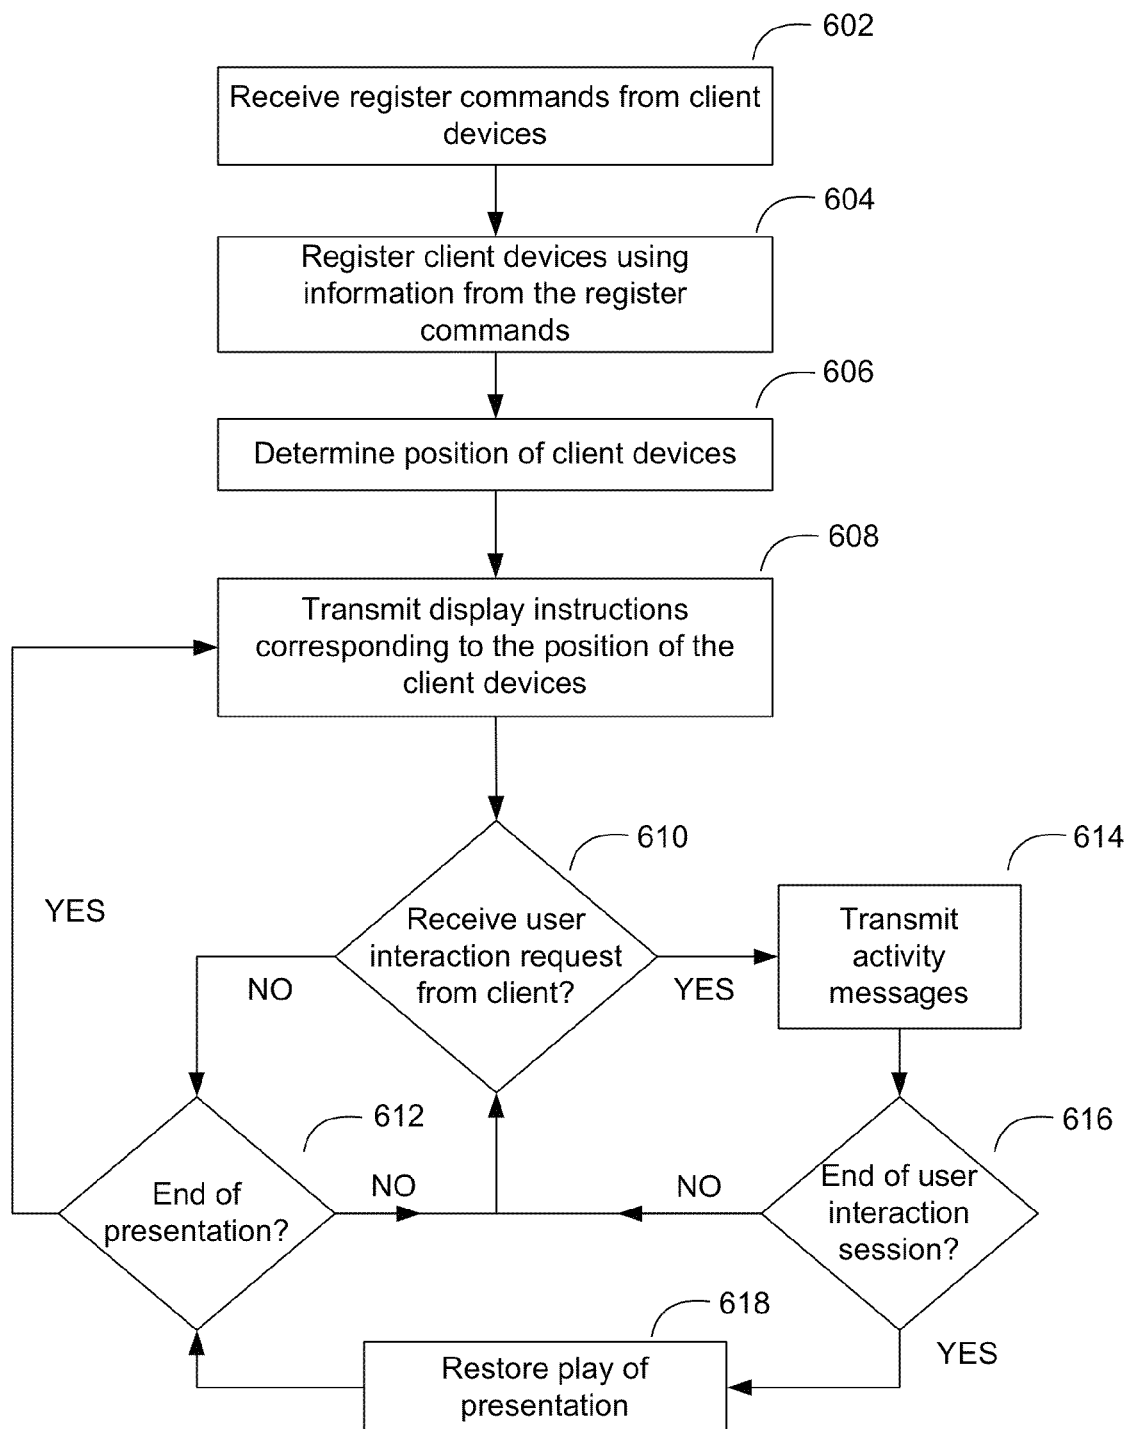 602
Receive register commands from client
devices
604
Register client devices using
information from the register
commands
606
Determine position of client devices
608
Transmit display instructions
corresponding to the position of the
client devices
610
614
YES
Receive user
interaction request
from client?
Transmit
activity
messages
NO
YES
612
616
End of
presentation?
NO
NO
End of user
interaction
session?
618
YES
Restore play of
presentation